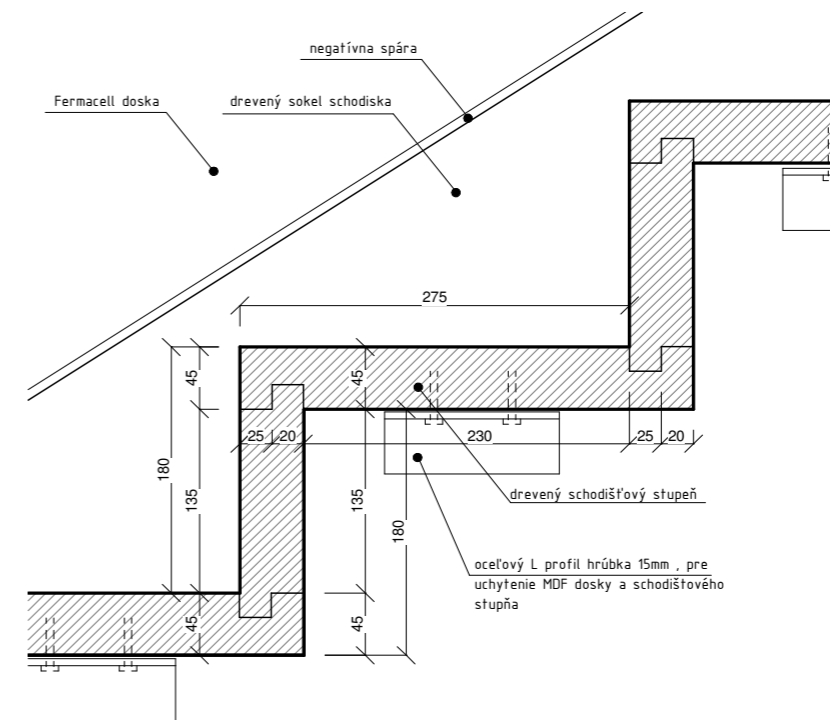 negatívna spára
Fermacell doska
drevený sokel schodiska
275
45
45
25
20
230
25
20
180
135
135
180
drevený schodišťový stupeň
oceľový L profil hrúbka 15mm , pre
uchytenie MDF dosky a schodišťového
stupňa
45
45